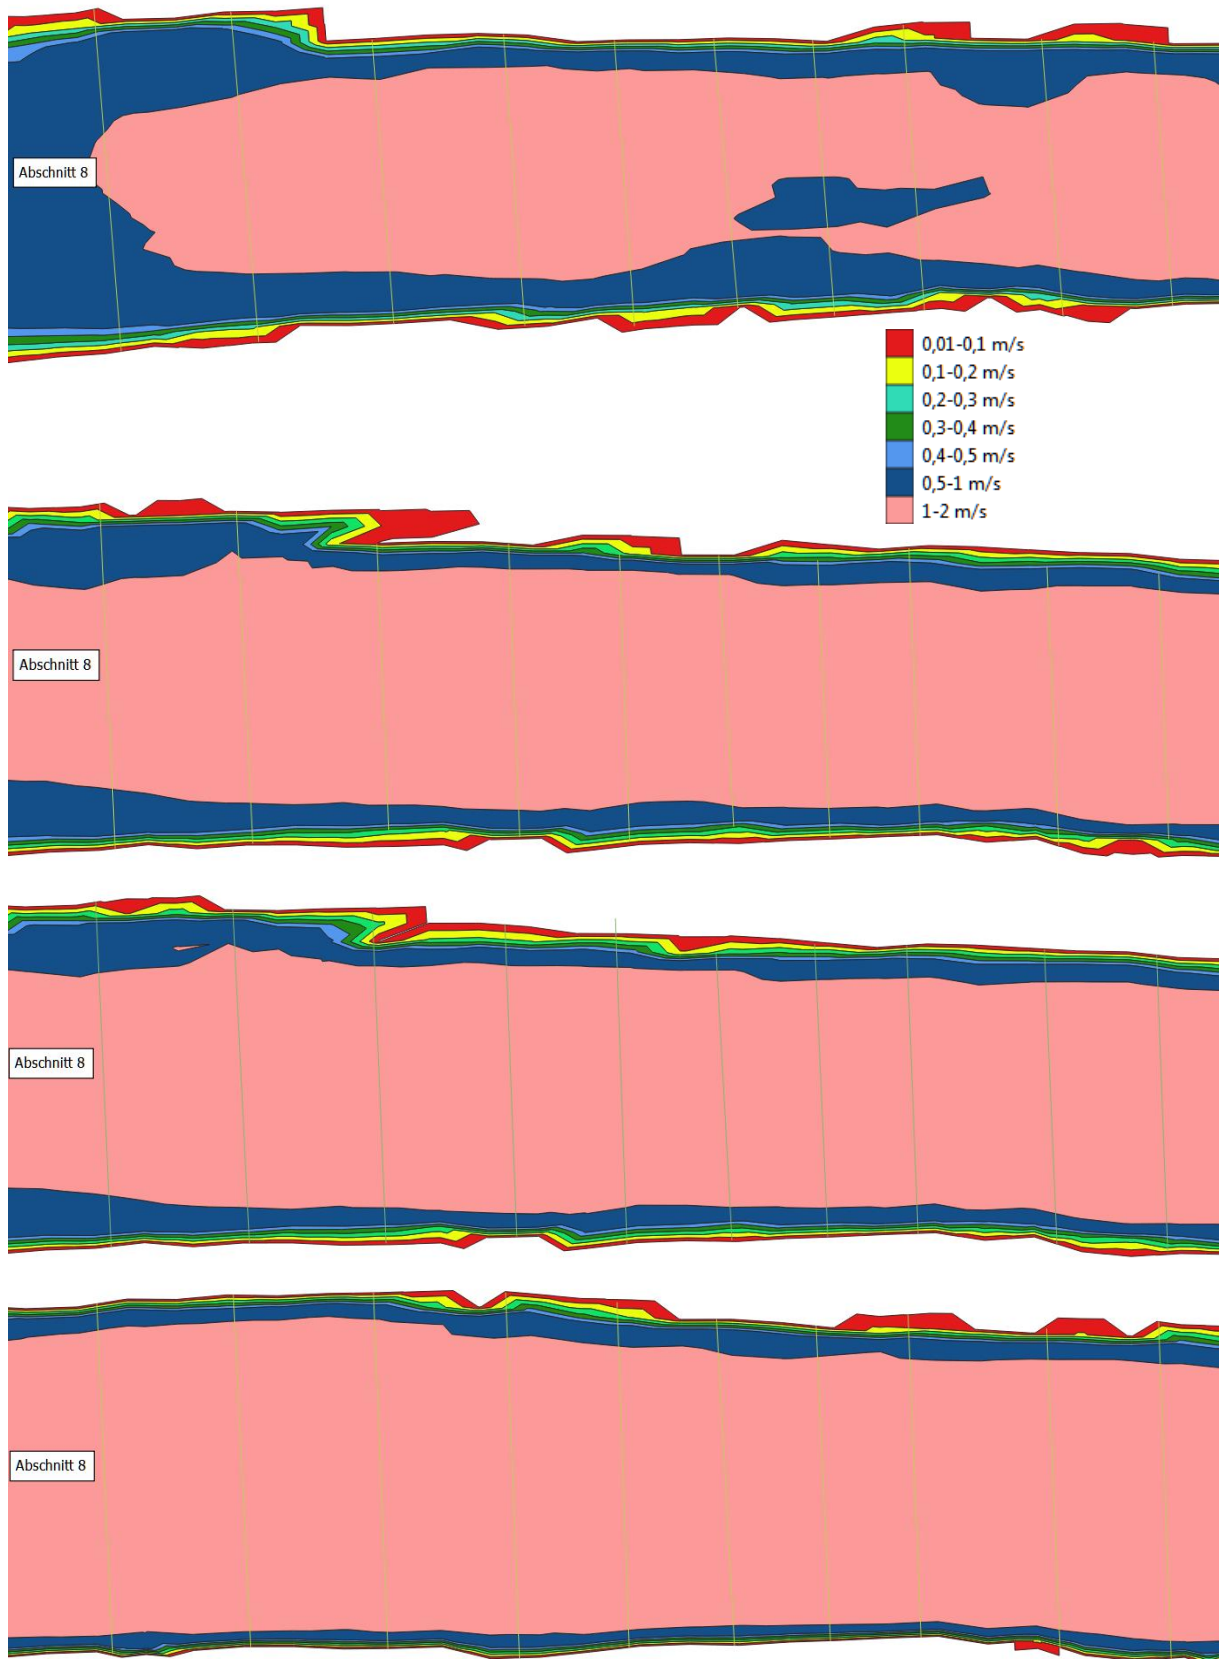 Abschnitt 8
0,01-0,1 m/s
0,1-0,2 m/s
0,2-0,3 m/s
0,3-0,4 m/s
0,4-0,5 m/s
0,5-1 m/s
1-2 m/s
Abschnitt 8
Abschnitt 8
Abschnitt 8